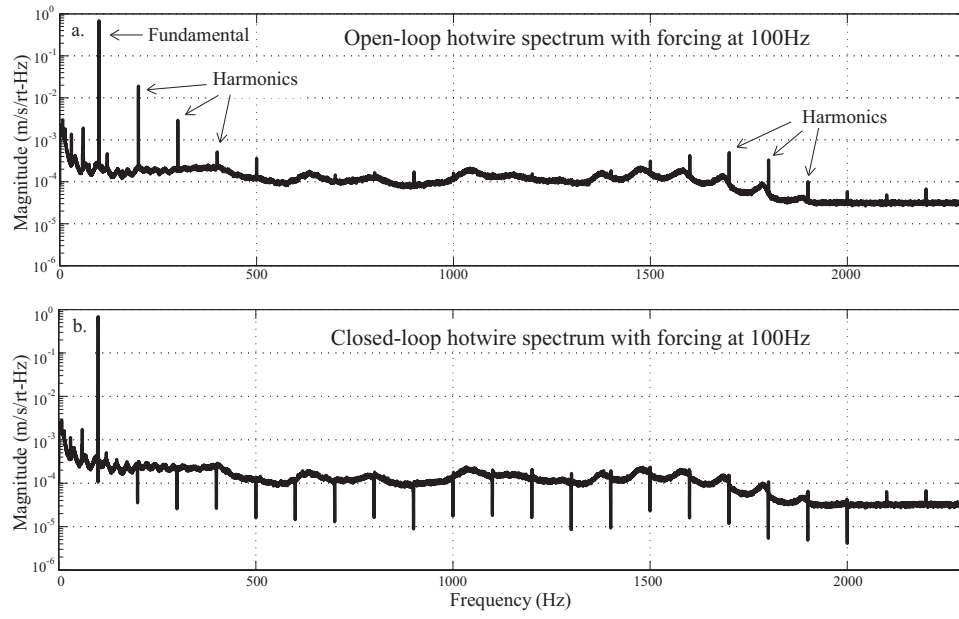 a.
Fundamental
Open-loop hotwire spectrum with forcing at 100Hz
Harmonics
Harmonics
Magnitude (m/s/rt-Hz)
10^0
10^-1
10^-2
10^-3
10^-4
10^-5
10^-6
0 500 1000 1500 2000
b.
Closed-loop hotwire spectrum with forcing at 100Hz
Magnitude (m/s/rt-Hz)
10^0
10^-1
10^-2
10^-3
10^-4
10^-5
10^-6
0 500 1000 1500 2000
Frequency (Hz)